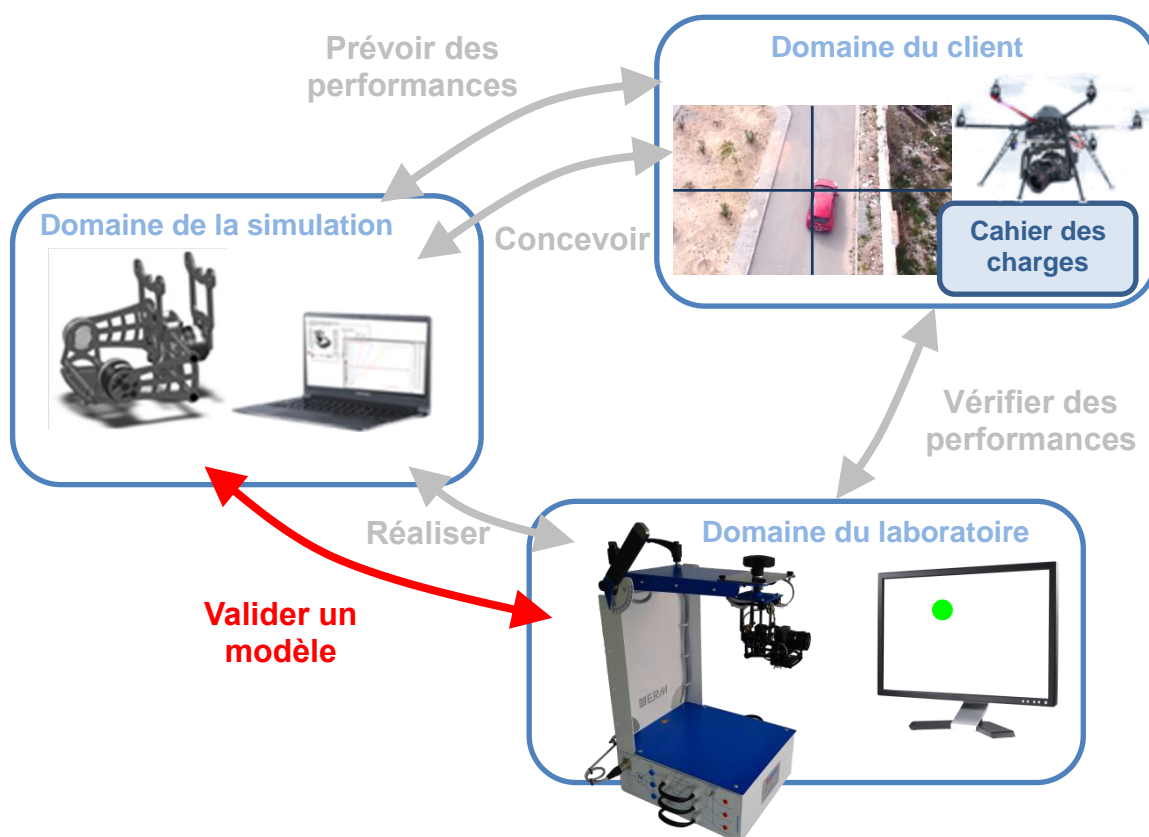 Prévoir des
performances
Domaine du client
Domaine de la simulation
Concevoir
Cahier des
charges
Vérifier des
performances
Réaliser
Domaine du laboratoire
Valider un
modèle
ERM